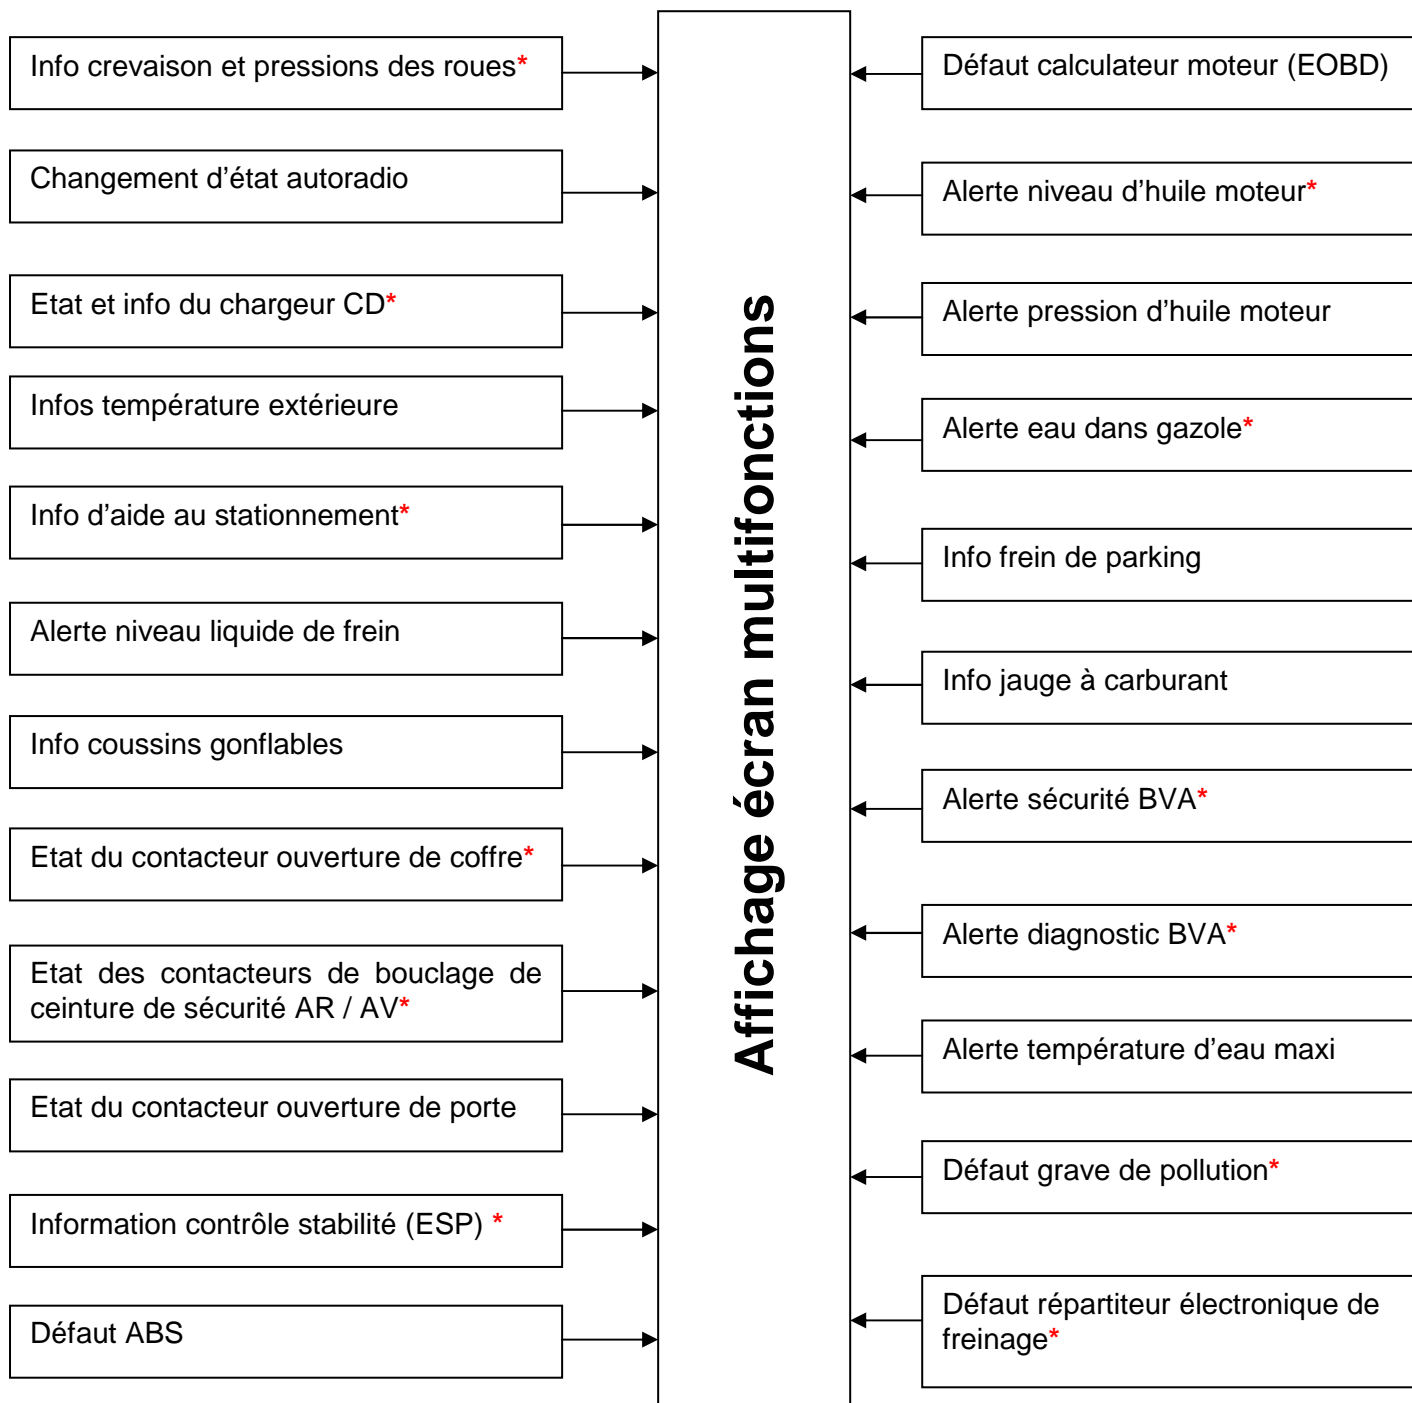 Info crevaison et pressions des roues*
Changement d’état autoradio
Etat et info du chargeur CD*
Infos température extérieure
Info d’aide au stationnement*
Alerte niveau liquide de frein
Info coussins gonflables
Etat du contacteur ouverture de coffre*
Etat des contacteurs de bouclage de
ceinture de sécurité AR / AV*
Etat du contacteur ouverture de porte
Information contrôle stabilité (ESP) *
Défaut ABS
Affichage écran multifonctions
Défaut calculateur moteur (EOBD)
Alerte niveau d’huile moteur*
Alerte pression d’huile moteur
Alerte eau dans gazole*
Info frein de parking
Info jauge à carburant
Alerte sécurité BVA*
Alerte diagnostic BVA*
Alerte température d’eau maxi
Défaut grave de pollution*
Défaut répartiteur électronique de
freinage*